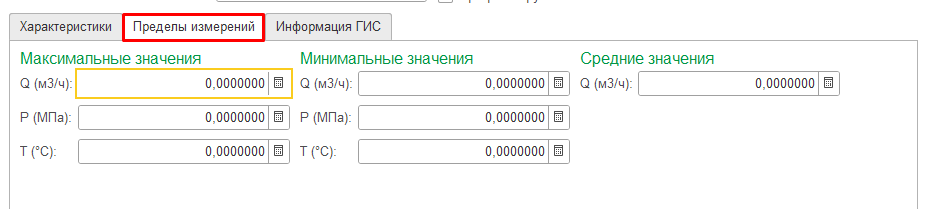 Характеристики Пределы измерений Информация ГИС
Максимальные значения Минимальные значения Средние значения
Q (м3/ч): 0,0000000 Q (м3/ч): 0,0000000 Q (м3/ч): 0,0000000
P (МПа): 0,0000000 P (МПа): 0,0000000
T (°C): 0,0000000 T (°C): 0,0000000